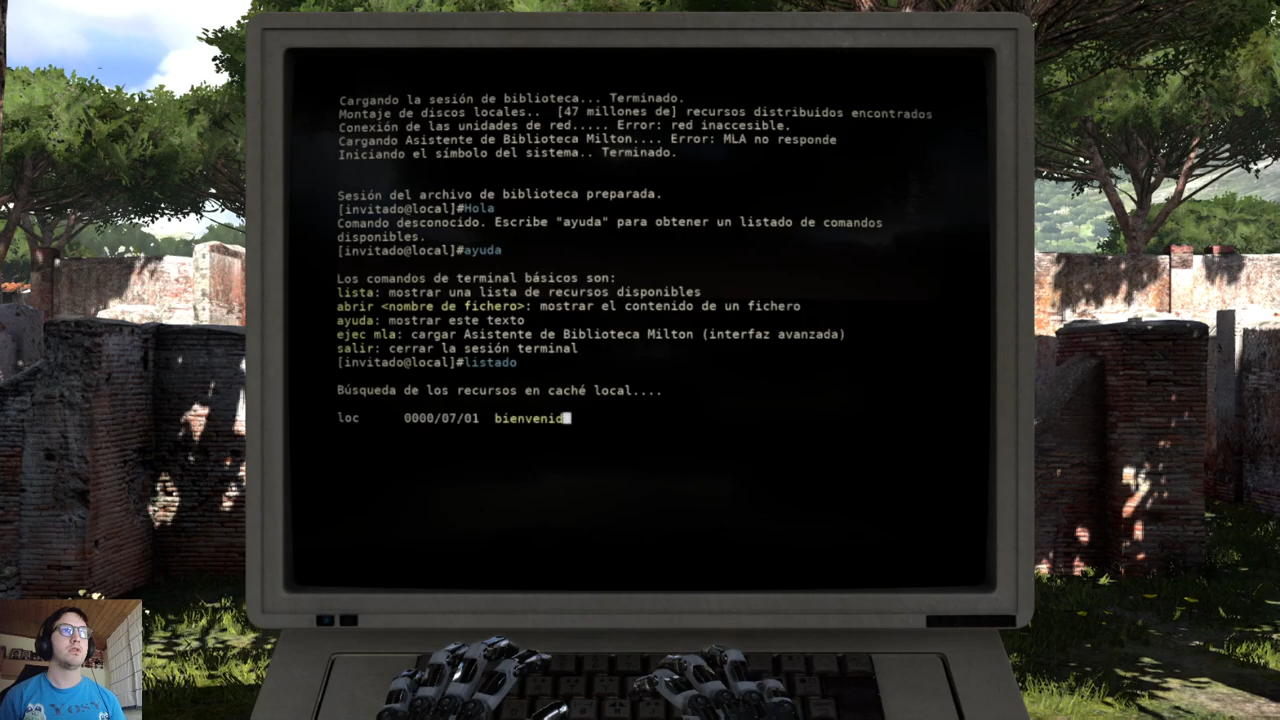 Cargando la sesión de biblioteca... Terminado.
Montaje de discos locales.. [47 millones de] recursos distribuidos encontrados
Conexión de las unidades de red..... Error: red inaccesible.
Cargando Asistente de Biblioteca Milton.... Error: MLA no responde
Iniciando el símbolo del sistema.. Terminado.
Sesión del archivo de biblioteca preparada.
[invitado@local]#Hola
Comando desconocido. Escribe "ayuda" para obtener un listado de comandos
disponibles.
[invitado@local]#ayuda
Los comandos de terminal básicos son:
lista: mostrar una lista de recursos disponibles
abrir <nombre de fichero>: mostrar el contenido de un fichero
ayuda: mostrar este texto
ejec mla: cargar Asistente de Biblioteca Milton (interfaz avanzada)
salir: cerrar la sesión terminal
[invitado@local]#listado
Búsqueda de los recursos en caché local....
loc 0000/07/01 bienvenid